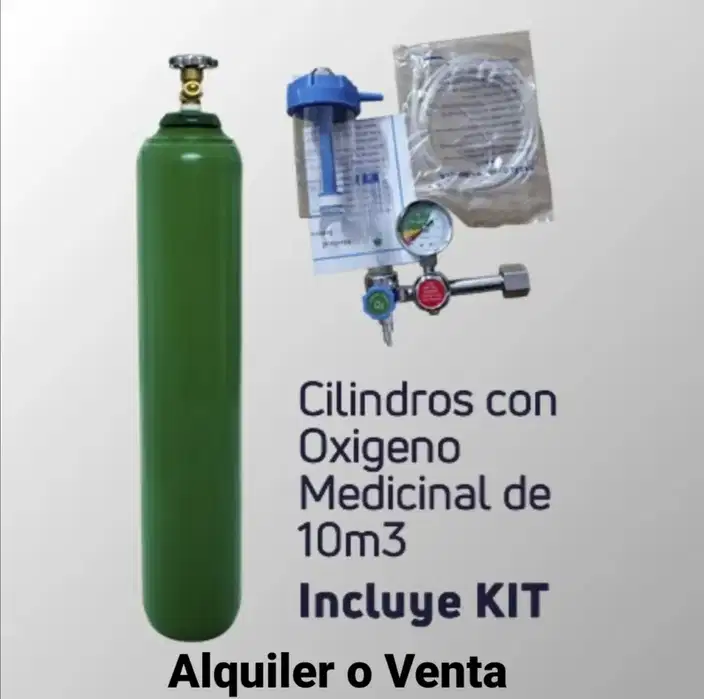 Cilindros con
Oxigeno
Medicinal de
10m3
Incluye KIT
Alquiler o Venta